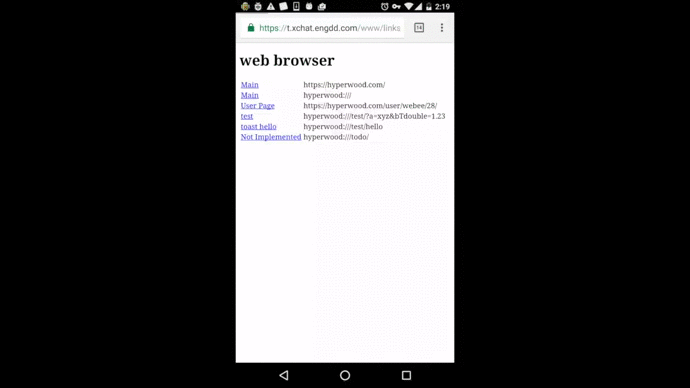 2:19
https://t.xchat.engdd.com/www/links
web browser
Main https://hyperwood.com/
Main hyperwood:///
User Page https://hyperwood.com/user/webee/28/
test hyperwood:///test/?a=xyz&bTdouble=1.23
toast hello hyperwood:///test/hello
Not Implemented hyperwood:///todo/